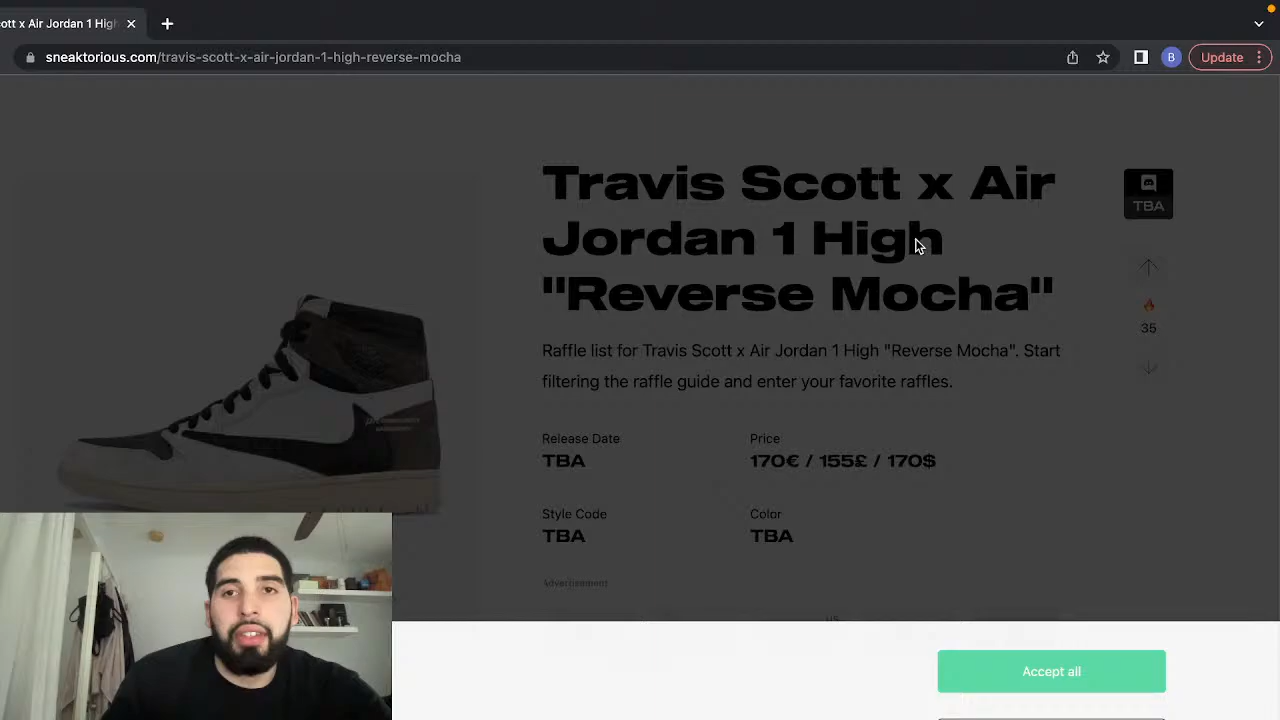 ott x Air Jordan 1 High
sneaktorious.com/travis-scott-x-air-jordan-1-high-reverse-mocha
B
Update
Travis Scott x Air
Jordan 1 High
"Reverse Mocha"
TBA
35
Raffle list for Travis Scott x Air Jordan 1 High "Reverse Mocha". Start
filtering the raffle guide and enter your favorite raffles.
Release Date
Price
TBA
170€ / 155£ / 170$
Style Code
Color
TBA
TBA
Advertisement
Accept all